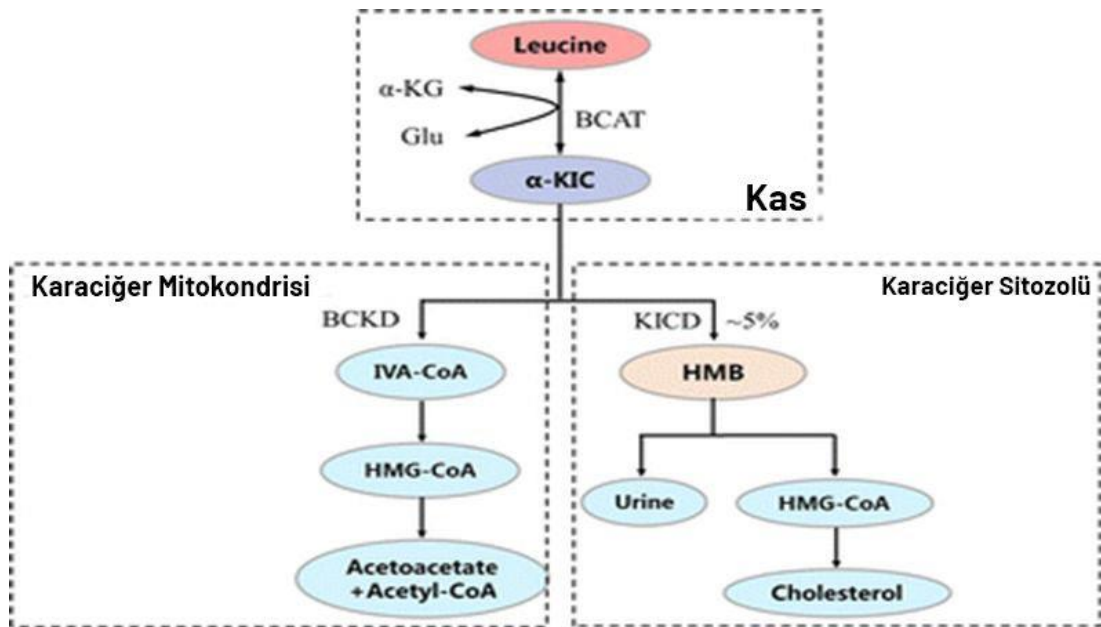 Leucine
α-KG
BCAT
Glu
α-KIC
Kas
Karaciğer Mitokondrisi
Karaciğer Sitozolü
BCKD
KICD ~5%
IVA-CoA
HMB
HMG-CoA
Urine
HMG-CoA
Acetoacetate
+Acetyl-CoA
Cholesterol